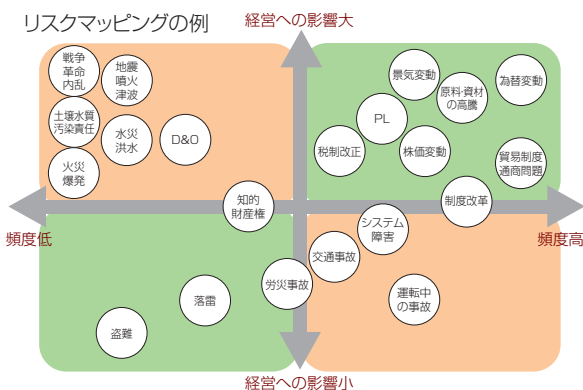 リスクマッピングの例
経営への影響大
戦争
革命
内乱
地震
噴火
津波
土壌水質
汚染責任
水災
洪水
D&O
火災
爆発
景気変動
為替変動
原料・資材
の高騰
PL
税制改正
株価変動
貿易制度
通商問題
知的
財産権
制度改革
頻度低
頻度高
システム
障害
交通事故
労災事故
運転中
の事故
落雷
盗難
経営への影響小